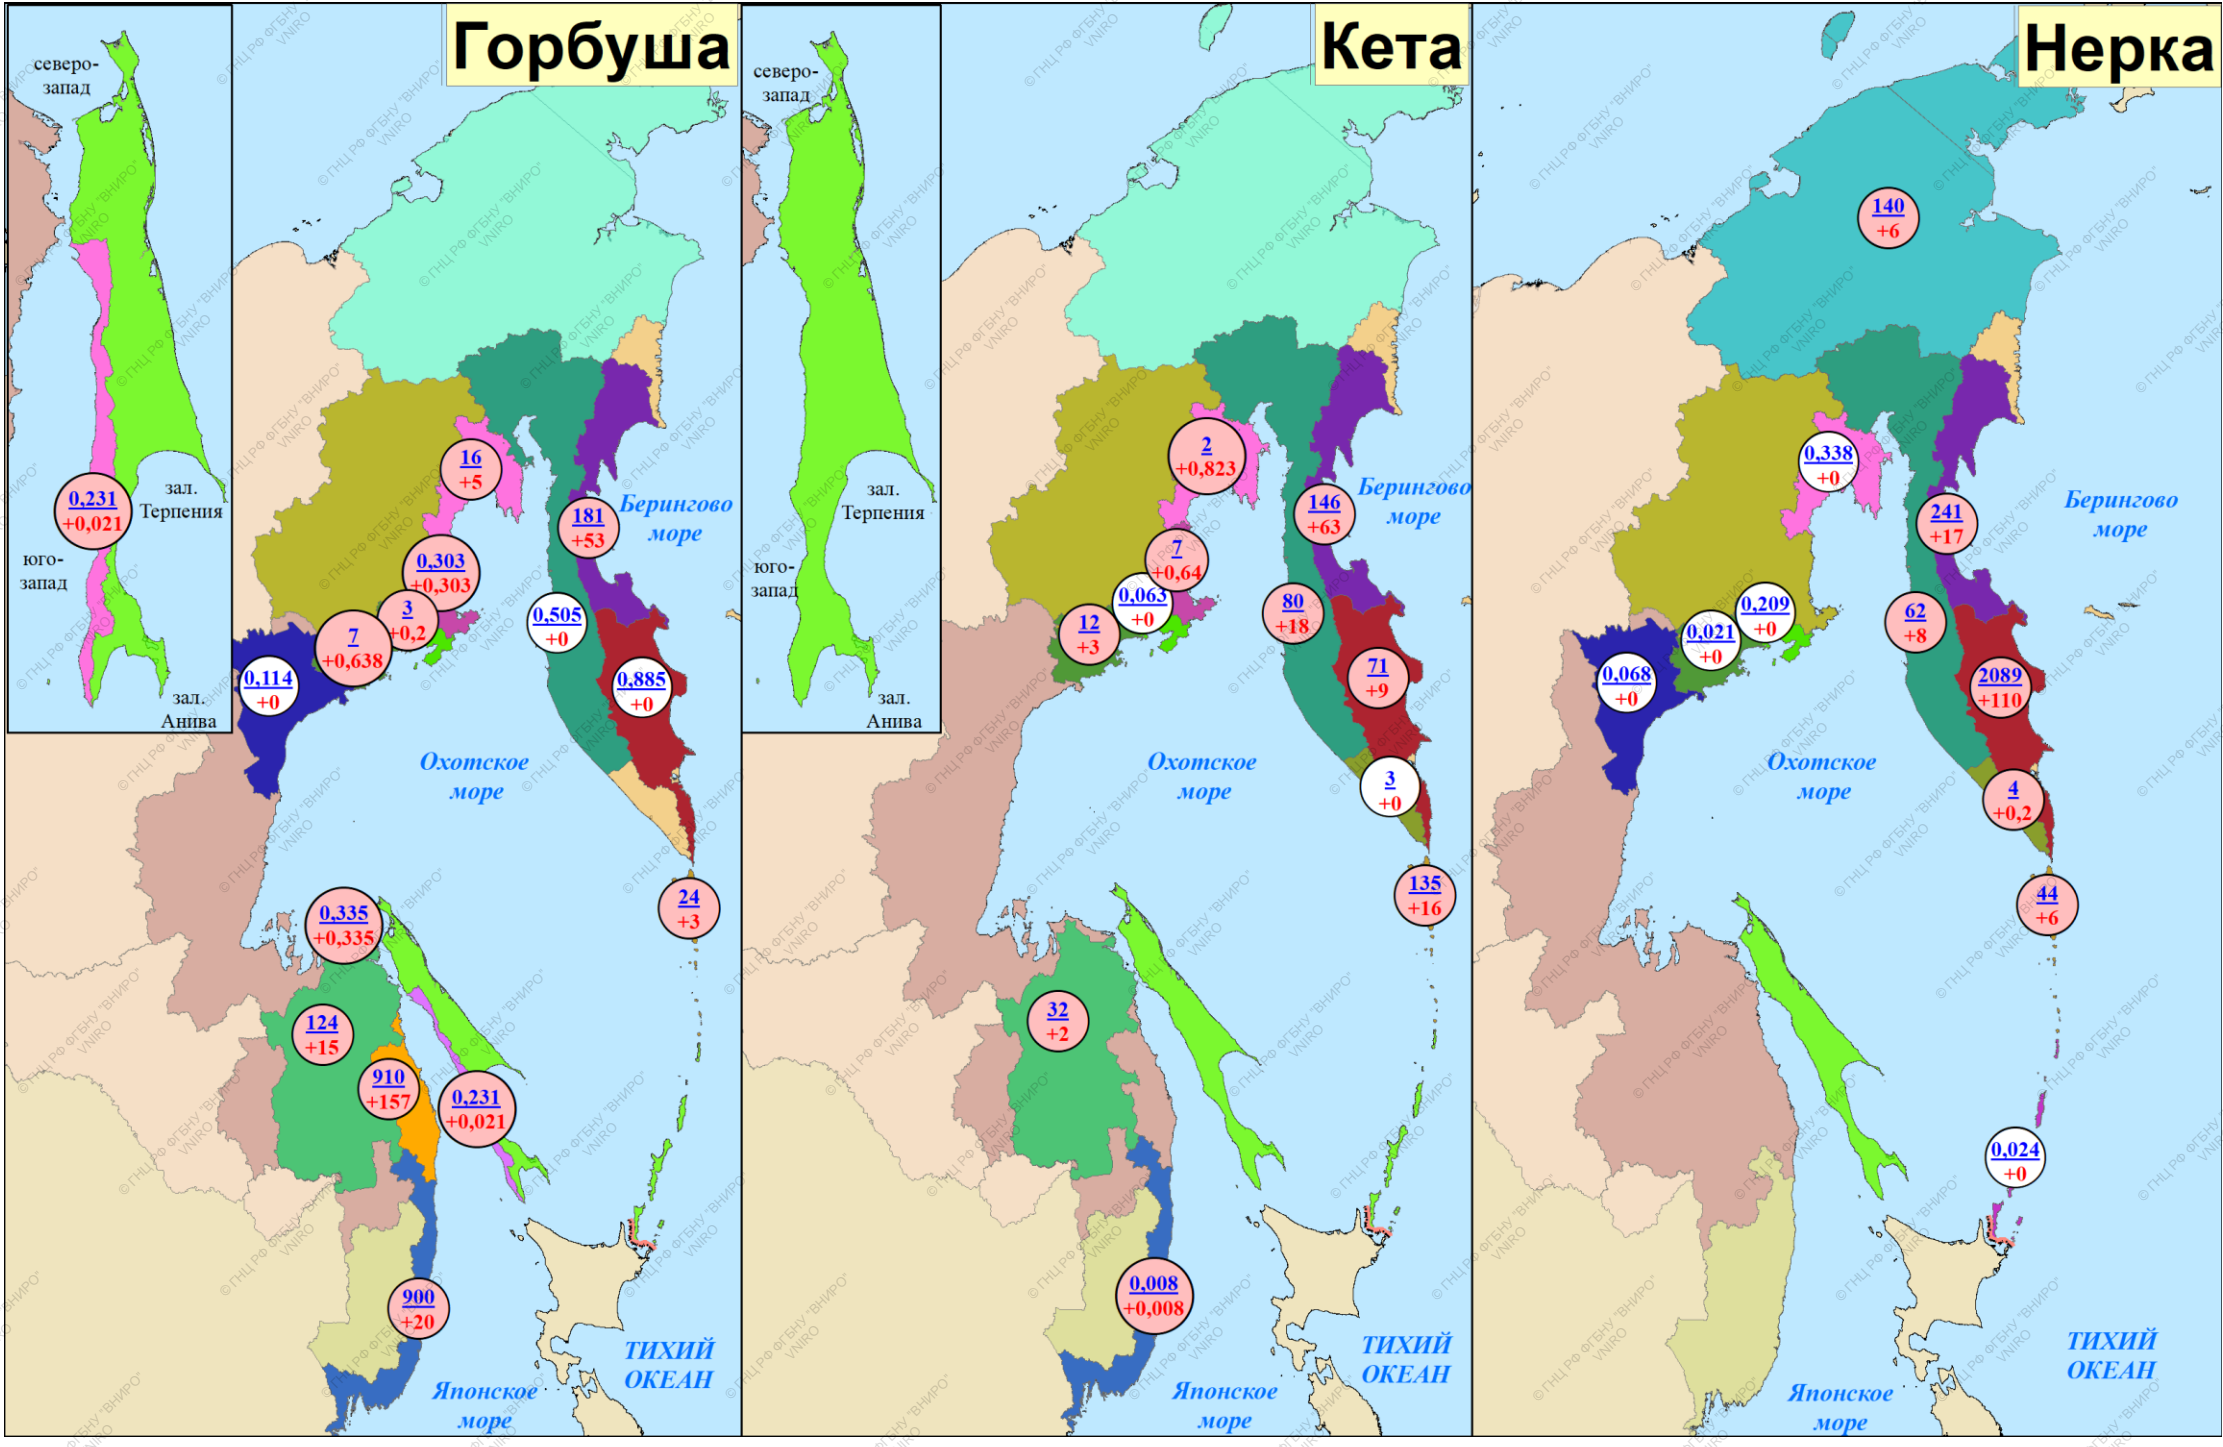 Горбуша
северо-
запад
0,231
+0,021
зал.
Терпения
юго-
запад
зал.
Анива
16
+5
181
+53
Берингово
море
0,303
+0,303
3
+0,2
7
+0,638
0,505
+0
0,114
+0
0,885
+0
Охотское
море
24
+3
0,335
+0,335
124
+15
910
+157
0,231
+0,021
900
+20
ТИХИЙ
ОКЕАН
Японское
море
Кета
северо-
запад
зал.
Терпения
юго-
запад
зал.
Анива
2
+0,823
146
+63
Берингово
море
7
+0,64
0,063
+0
12
+3
80
+18
71
+9
Охотское
море
3
+0
135
+16
32
+2
0,008
+0,008
ТИХИЙ
ОКЕАН
Японское
море
Нерка
140
+6
0,338
+0
241
+17
Берингово
море
0,209
+0
0,021
+0
62
+8
0,068
+0
2089
+110
Охотское
море
4
+0,2
44
+6
0,024
+0
ТИХИЙ
ОКЕАН
Японское
море
© ГНЦ РФ ФГБНУ "ВНИРО"
VNIRO